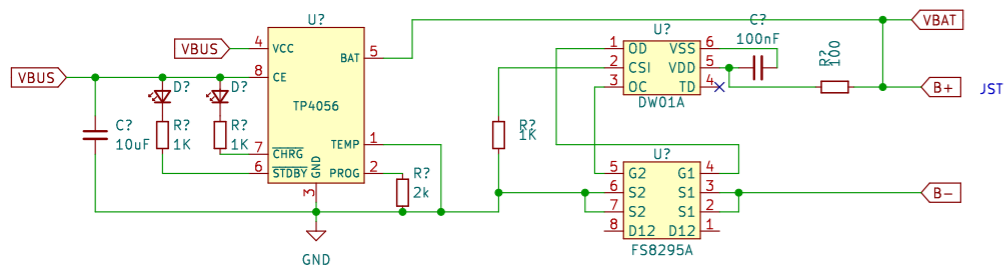 U?
VBUS
4
VCC
BAT
5
VBUS
8
CE
TP4056
D?
D?
C?
10uF
R?
1K
R?
1K
7
CHRG
6
STDBY
GND
3
TEMP
1
PROG
2
R?
2k
GND
R?
1K
U?
1
OD
VSS
6
2
CSI
VDD
5
3
OC
TD
4
DW01A
C?
100nF
R?
100
VBAT
B+
JST
U?
5
G2
G1
4
6
S2
S1
3
7
S2
S1
2
8
D12
D12
1
FS8295A
B-